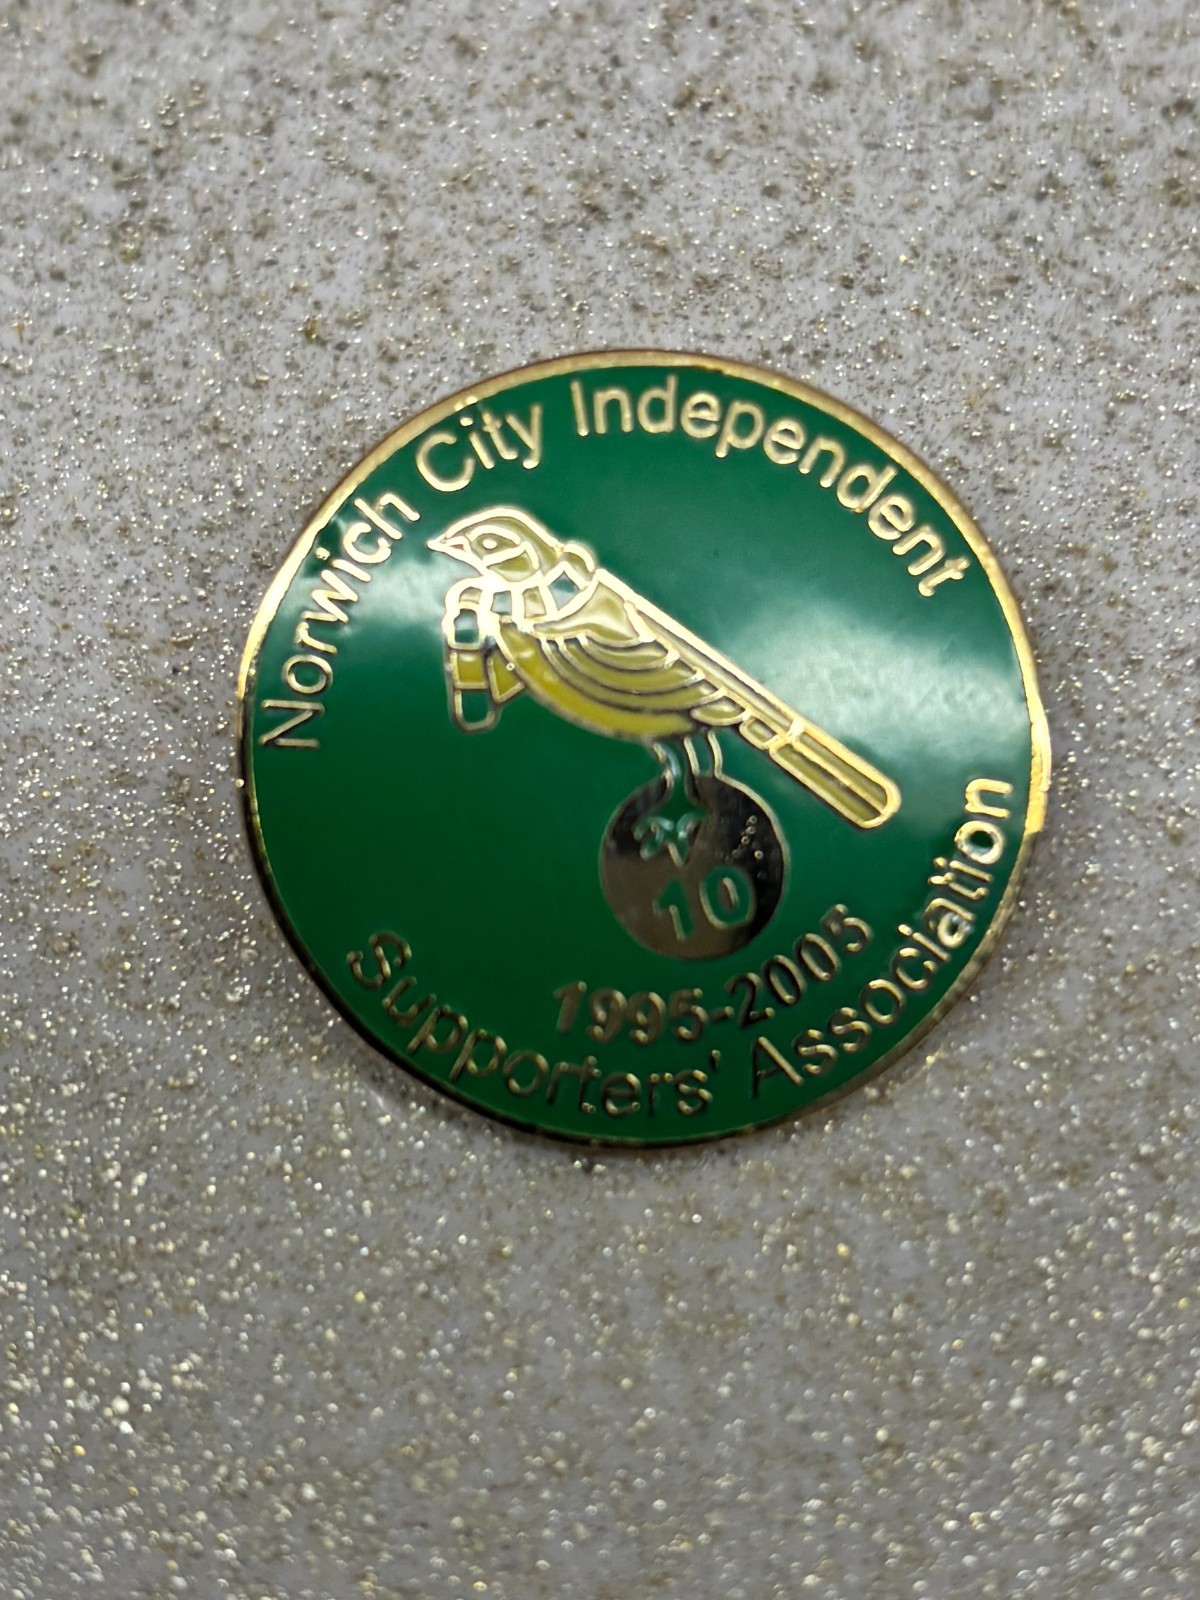 Norwich City Independent
10
1995-2005
Supporters' Association